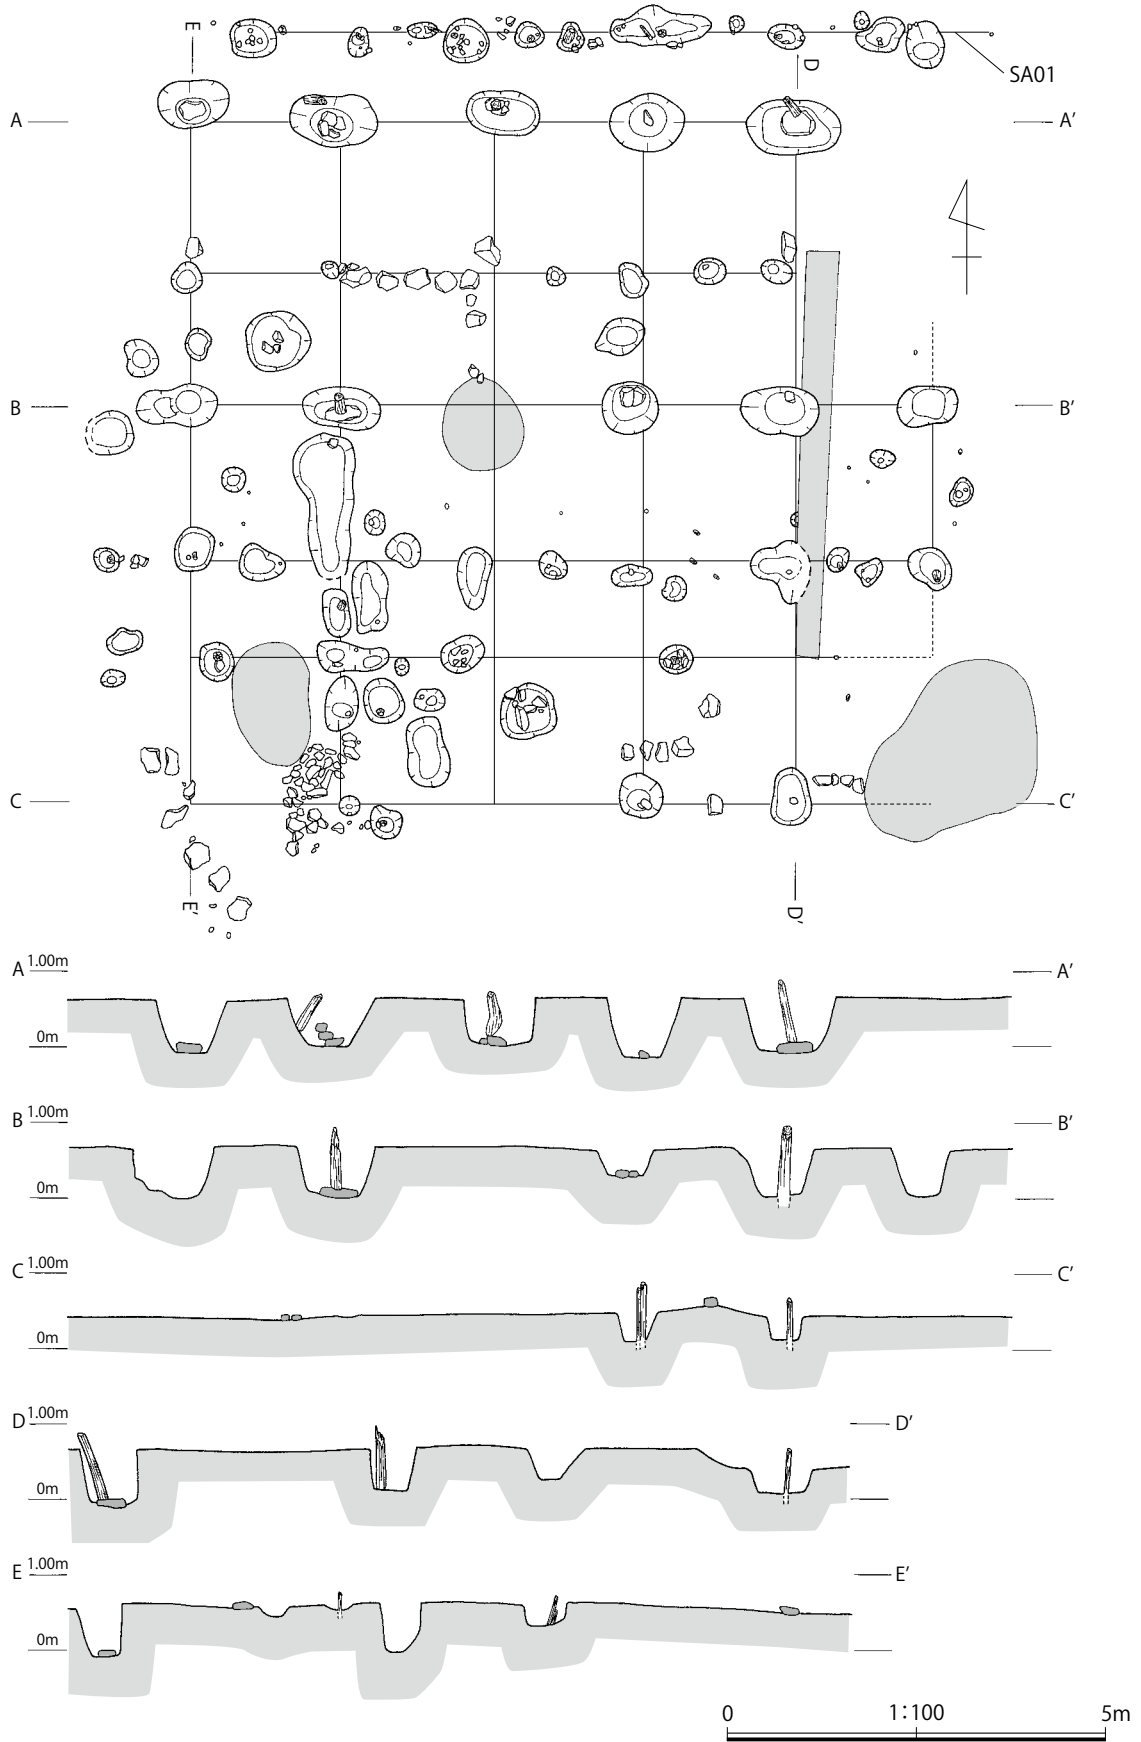 E
D
SA01
A A’
B B’
C C’
E’
D’
A 1.00m A’
0m
B 1.00m B’
0m
C 1.00m C’
0m
D 1.00m D’
0m
E 1.00m E’
0m
0 1:100 5m